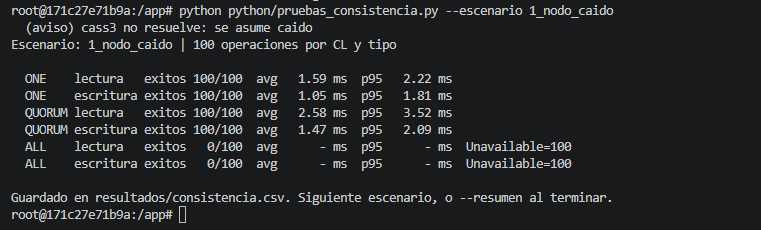 root@171c27e71b9a:/app# python python/pruebas_consistencia.py --escenario 1_nodo_caido
(aviso) cass3 no resuelve: se asume caido
Escenario: 1_nodo_caido | 100 operaciones por CL y tipo
ONE lectura exitos 100/100 avg 1.59 ms p95 2.22 ms
ONE escritura exitos 100/100 avg 1.05 ms p95 1.81 ms
QUORUM lectura exitos 100/100 avg 2.58 ms p95 3.52 ms
QUORUM escritura exitos 100/100 avg 1.47 ms p95 2.09 ms
ALL lectura exitos 0/100 avg - ms p95 - ms Unavailable=100
ALL escritura exitos 0/100 avg - ms p95 - ms Unavailable=100
Guardado en resultados/consistencia.csv. Siguiente escenario, o --resumen al terminar.
root@171c27e71b9a:/app#